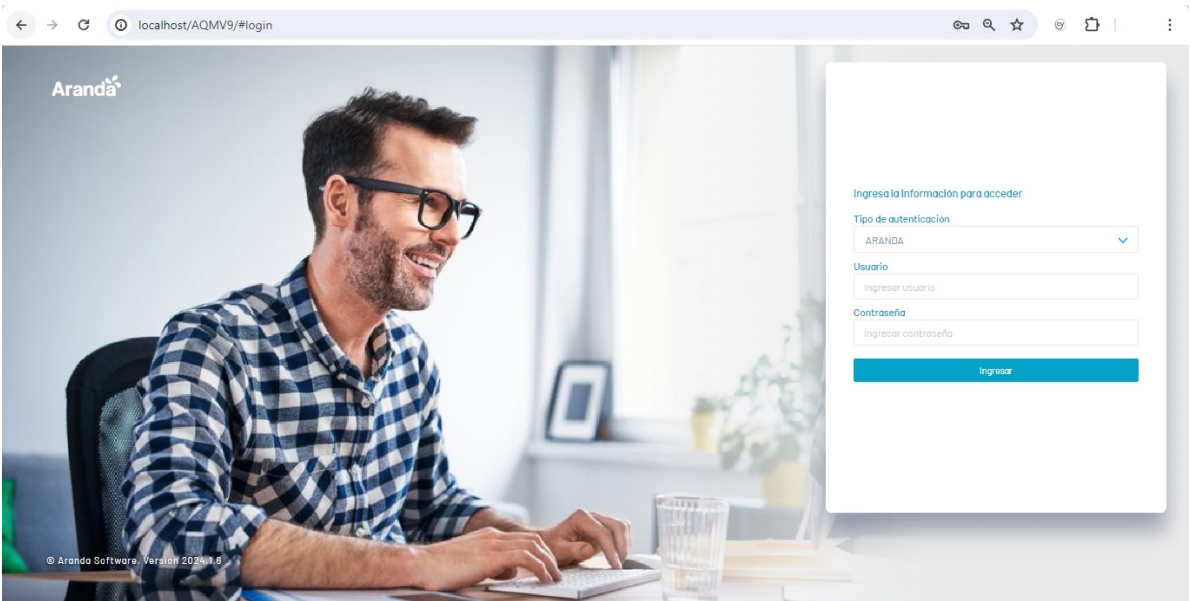 localhost/AQMV9/#login
Aranda
Ingresa la Información para acceder
Tipo de autenticación
ARANDA
Usuario
Ingresar usuario
Contraseña
Ingresar contraseña
Ingresar
© Aranda Software. Version 2024.1.6